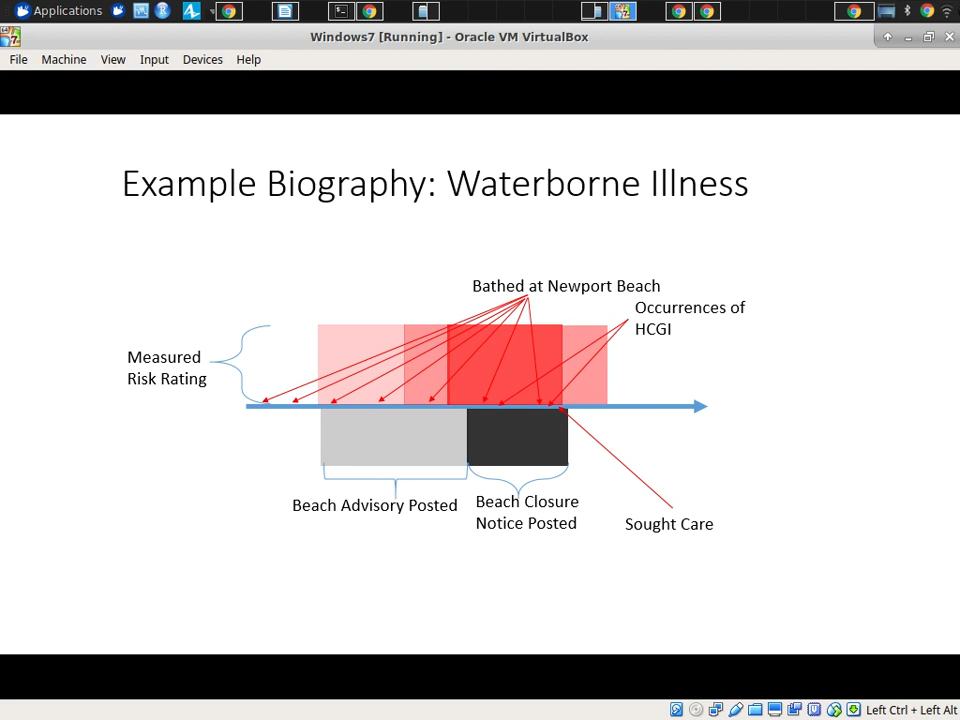 Applications
Windows7 [Running] - Oracle VM VirtualBox
File Machine View Input Devices Help
Example Biography: Waterborne Illness
Bathed at Newport Beach
Occurrences of
HCGI
Measured
Risk Rating
Beach Advisory Posted
Beach Closure
Notice Posted
Sought Care
Left Ctrl + Left Alt